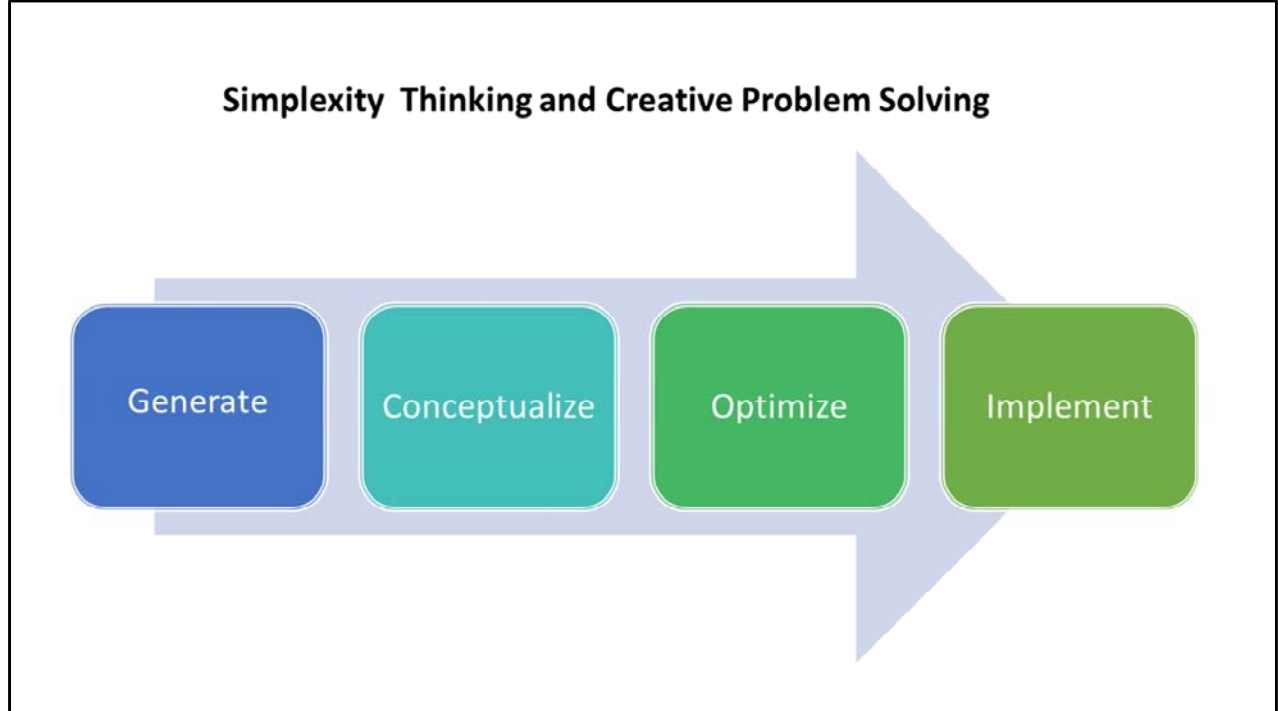 Simplexity Thinking and Creative Problem Solving
Generate
Conceptualize
Optimize
Implement